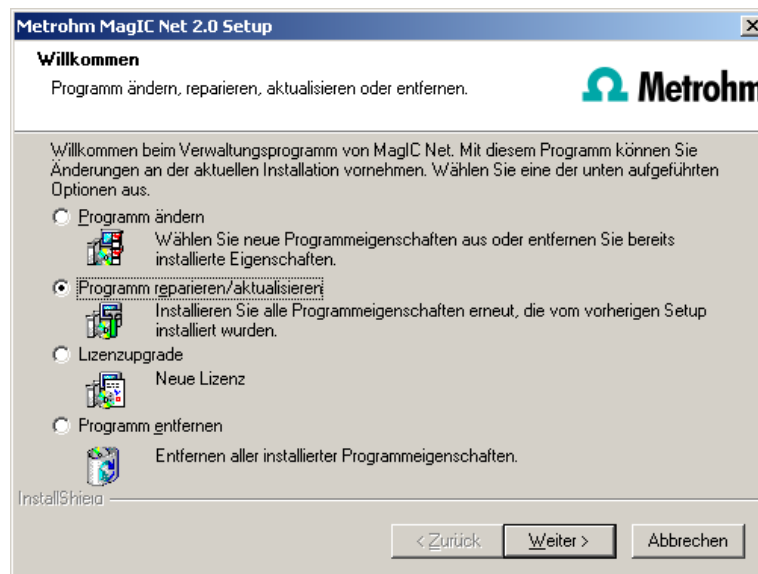 Metrohm MagIC Net 2.0 Setup
Willkommen
Programm ändern, reparieren, aktualisieren oder entfernen.
Metrohm
Willkommen beim Verwaltungsprogramm von MagIC Net. Mit diesem Programm können Sie
Änderungen an der aktuellen Installation vornehmen. Wählen Sie eine der unten aufgeführten
Optionen aus.
Programm ändern
Wählen Sie neue Programmeigenschaften aus oder entfernen Sie bereits
installierte Eigenschaften.
Programm reparieren/aktualisieren
Installieren Sie alle Programmeigenschaften erneut, die vom vorherigen Setup
installiert wurden.
Lizenzupgrade
Neue Lizenz
Programm entfernen
Entfernen aller installierter Programmeigenschaften.
InstallShield
< Zurück
Weiter >
Abbrechen